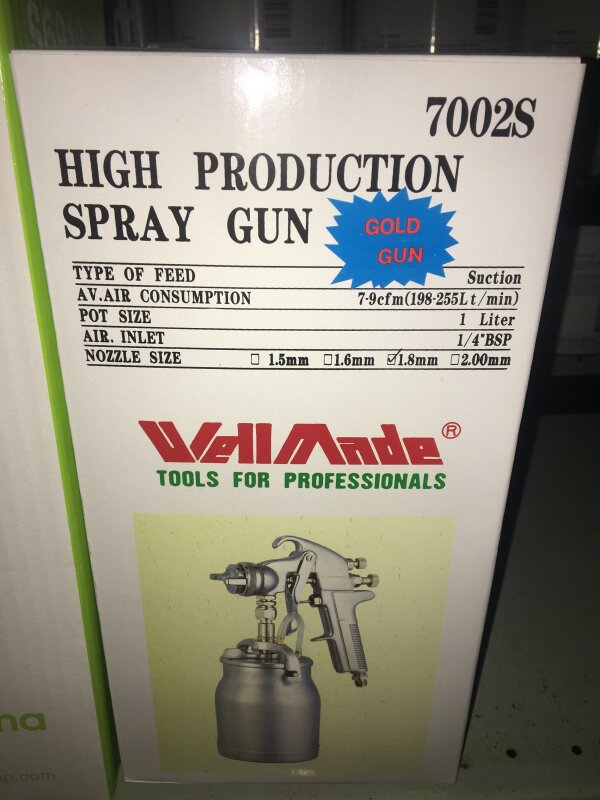 7002S
HIGH PRODUCTION
SPRAY GUN
GOLD
GUN
TYPE OF FEED Suction
AV.AIR CONSUMPTION 7-9cfm(198-255Lt/min)
POT SIZE 1 Liter
AIR. INLET 1/4"BSP
NOZZLE SIZE ☐ 1.5mm ☐1.6mm ☑1.8mm ☐2.00mm
WellMade®
TOOLS FOR PROFESSIONALS
na
p.com